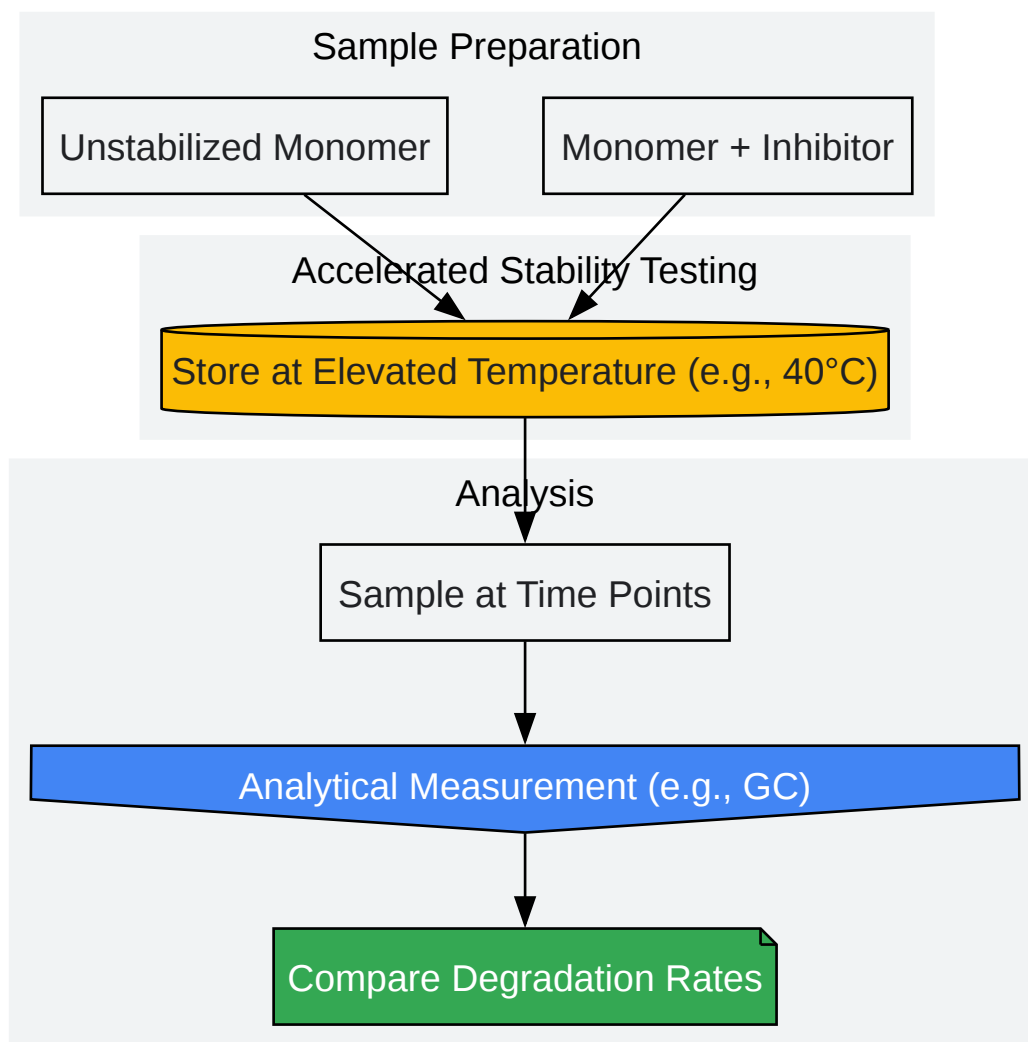 Sample Preparation
Unstabilized Monomer
Monomer + Inhibitor
Accelerated Stability Testing
Store at Elevated Temperature (e.g., 40°C)
Analysis
Sample at Time Points
Analytical Measurement (e.g., GC)
Compare Degradation Rates